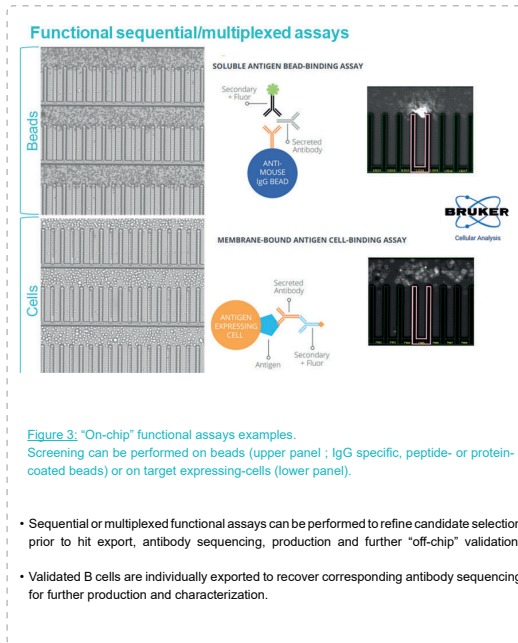 Functional sequential/multiplexed assays
Beads
SOLUBLE ANTIGEN BEAD-BINDING ASSAY
Secondary
+ Fluor
Secreted
Antibody
ANTI-
MOUSE
IgG BEAD
BRUKER
Cellular Analysis
Cells
MEMBRANE-BOUND ANTIGEN CELL-BINDING ASSAY
Secreted
Antibody
ANTIGEN
EXPRESSING
CELL
Antigen
Secondary
+ Fluor
Figure 3: “On-chip” functional assays examples.
Screening can be performed on beads (upper panel ; IgG specific, peptide- or protein-
coated beads) or on target expressing-cells (lower panel).
• Sequential or multiplexed functional assays can be performed to refine candidate selection
prior to hit export, antibody sequencing, production and further “off-chip” validation
• Validated B cells are individually exported to recover corresponding antibody sequencing
for further production and characterization.